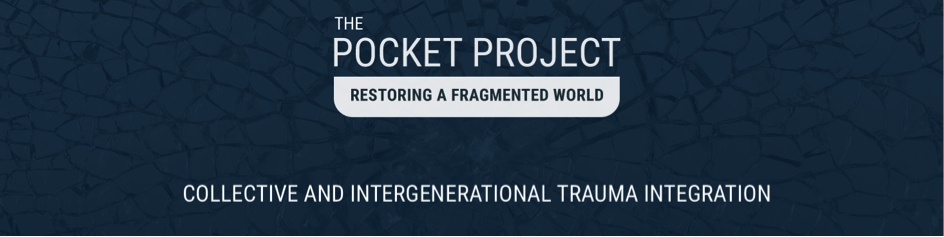 THE
POCKET PROJECT
RESTORING A FRAGMENTED WORLD
COLLECTIVE AND INTERGENERATIONAL TRAUMA INTEGRATION